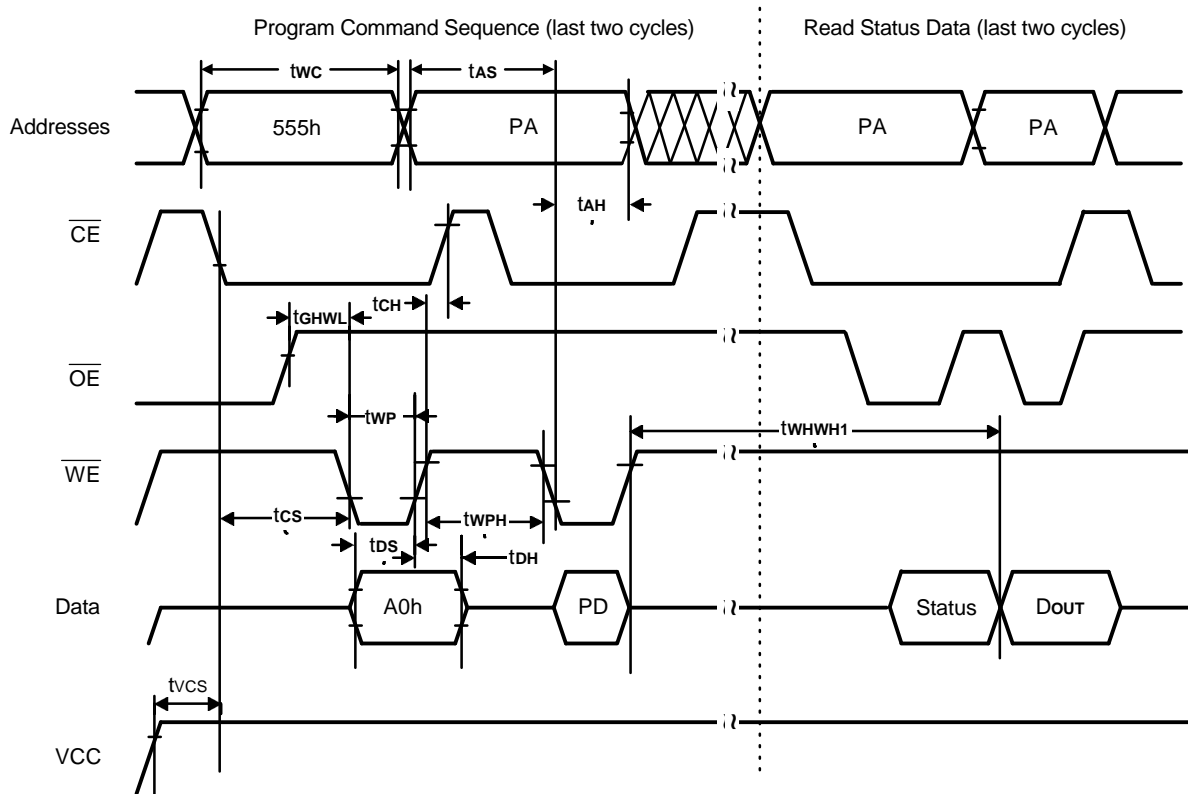 Program Command Sequence (last two cycles)
Read Status Data (last two cycles)
tWC
tAS
Addresses
555h
PA
PA
PA
tAH
CE
tCH
tGHWL
OE
tWP
tWHWH1
WE
tCS
tWPH
tDS
tDH
Data
A0h
PD
Status
DOUT
tVCS
VCC